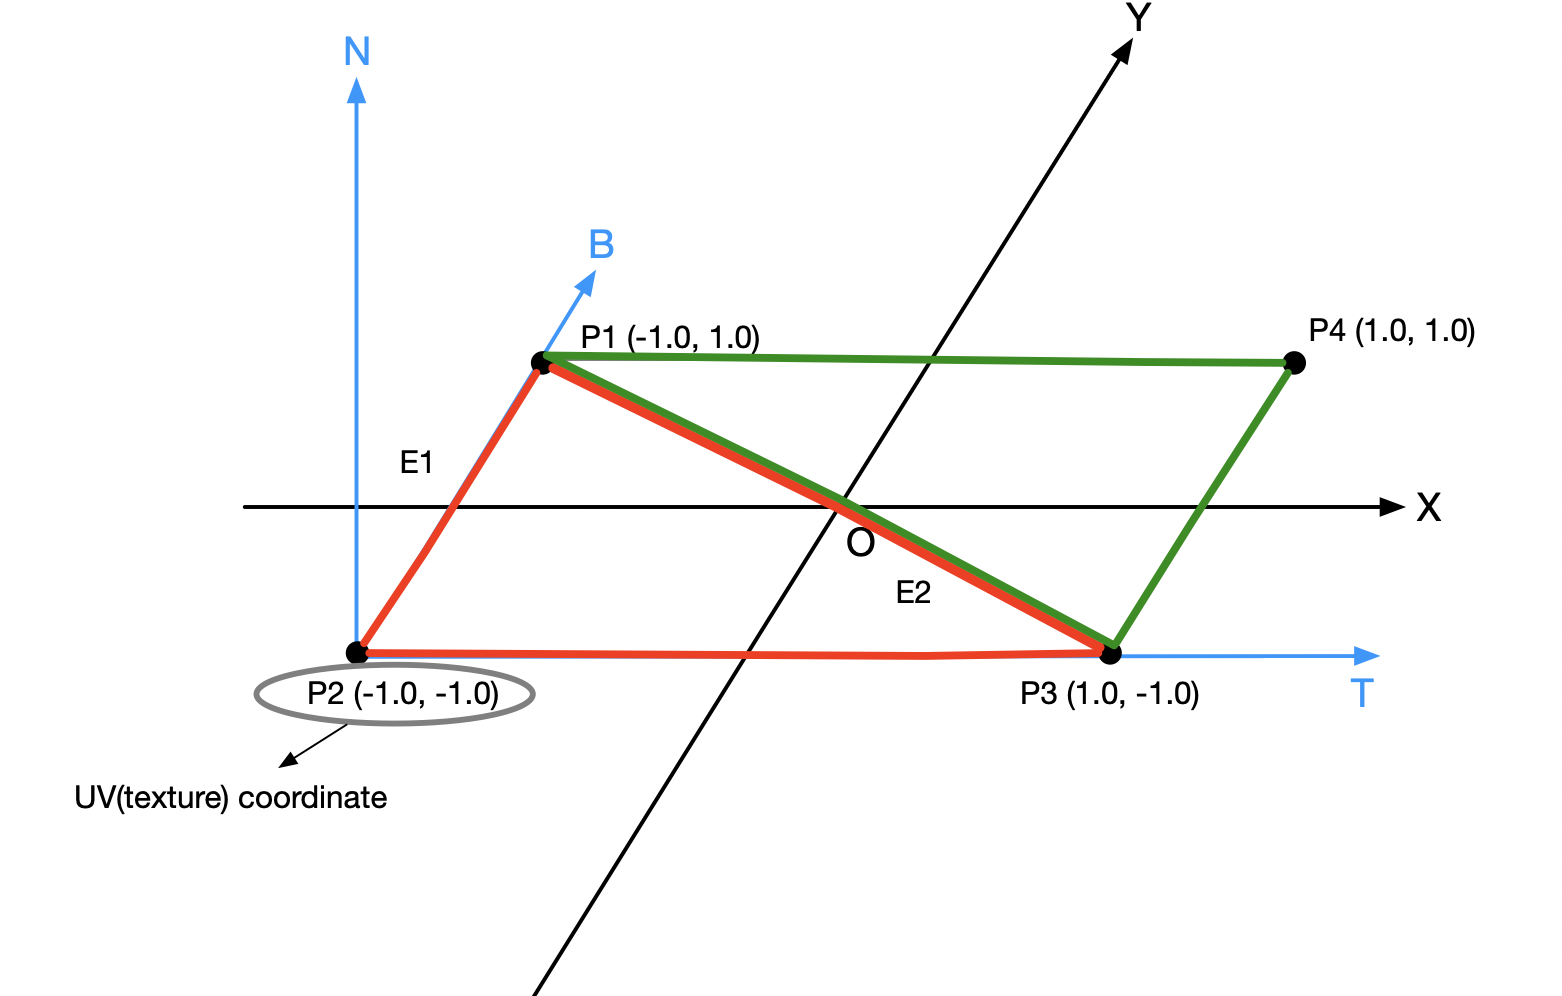 Y
N
B
P1 (-1.0, 1.0)
P4 (1.0, 1.0)
E1
X
O
E2
P2 (-1.0, -1.0)
P3 (1.0, -1.0)
T
UV(texture) coordinate